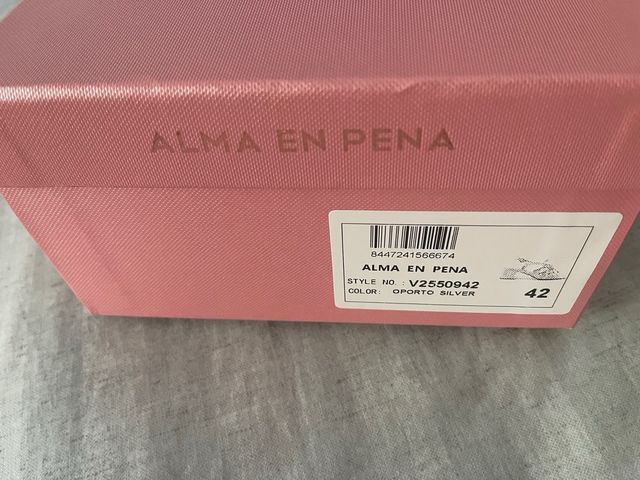 ALMA EN PENA
8447241566674
ALMA EN PENA
STYLE NO.: V2550942
COLOR: OPORTO SILVER
42